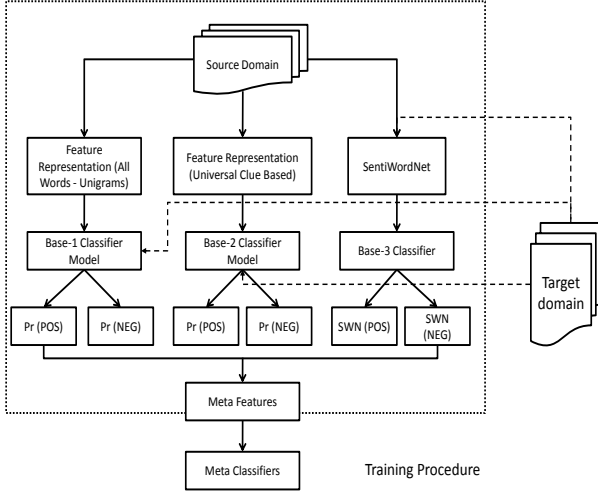 Source Domain
Feature
Representation (All
Words - Unigrams)
Feature Representation
(Universal Clue Based)
SentiWordNet
Base-1 Classifier
Model
Base-2 Classifier
Model
Base-3 Classifier
Target
domain
Pr (POS)
Pr (NEG)
Pr (POS)
Pr (NEG)
SWN (POS)
SWN
(NEG)
Meta Features
Meta Classifiers
Training Procedure